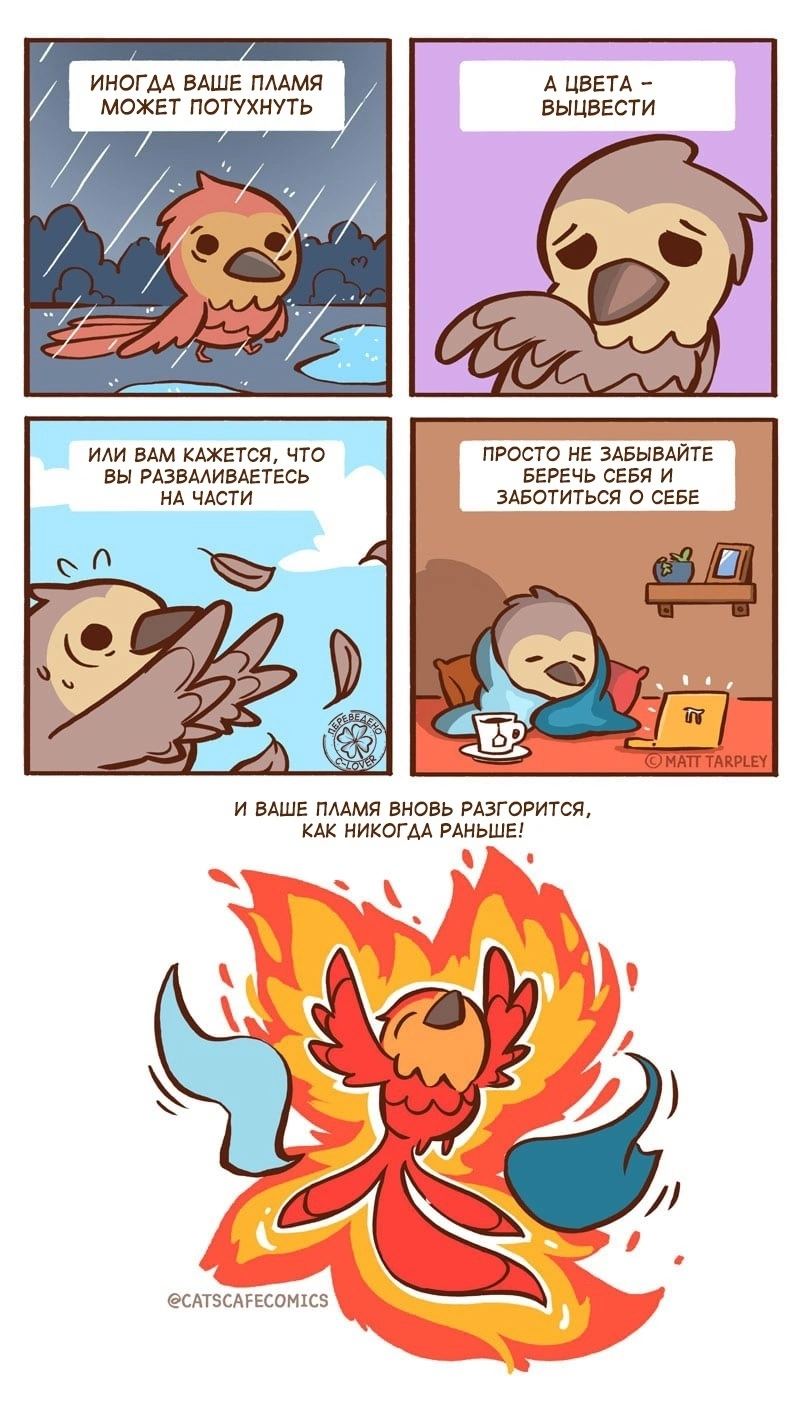 ИНОГДА ВАШЕ ПЛАМЯ
МОЖЕТ ПОТУХНУТЬ
А ЦВЕТА –
ВЫЦВЕСТИ
ИЛИ ВАМ КАЖЕТСЯ, ЧТО
ВЫ РАЗВАЛИВАЕТЕСЬ
НА ЧАСТИ
ПЕРЕВЕДЕНО
C-LOVER
ПРОСТО НЕ ЗАБЫВАЙТЕ
БЕРЕЧЬ СЕБЯ И
ЗАБОТИТЬСЯ О СЕБЕ
© MATT TARPLEY
И ВАШЕ ПЛАМЯ ВНОВЬ РАЗГОРИТСЯ,
КАК НИКОГДА РАНЬШЕ!
@CATSCAFECOMICS